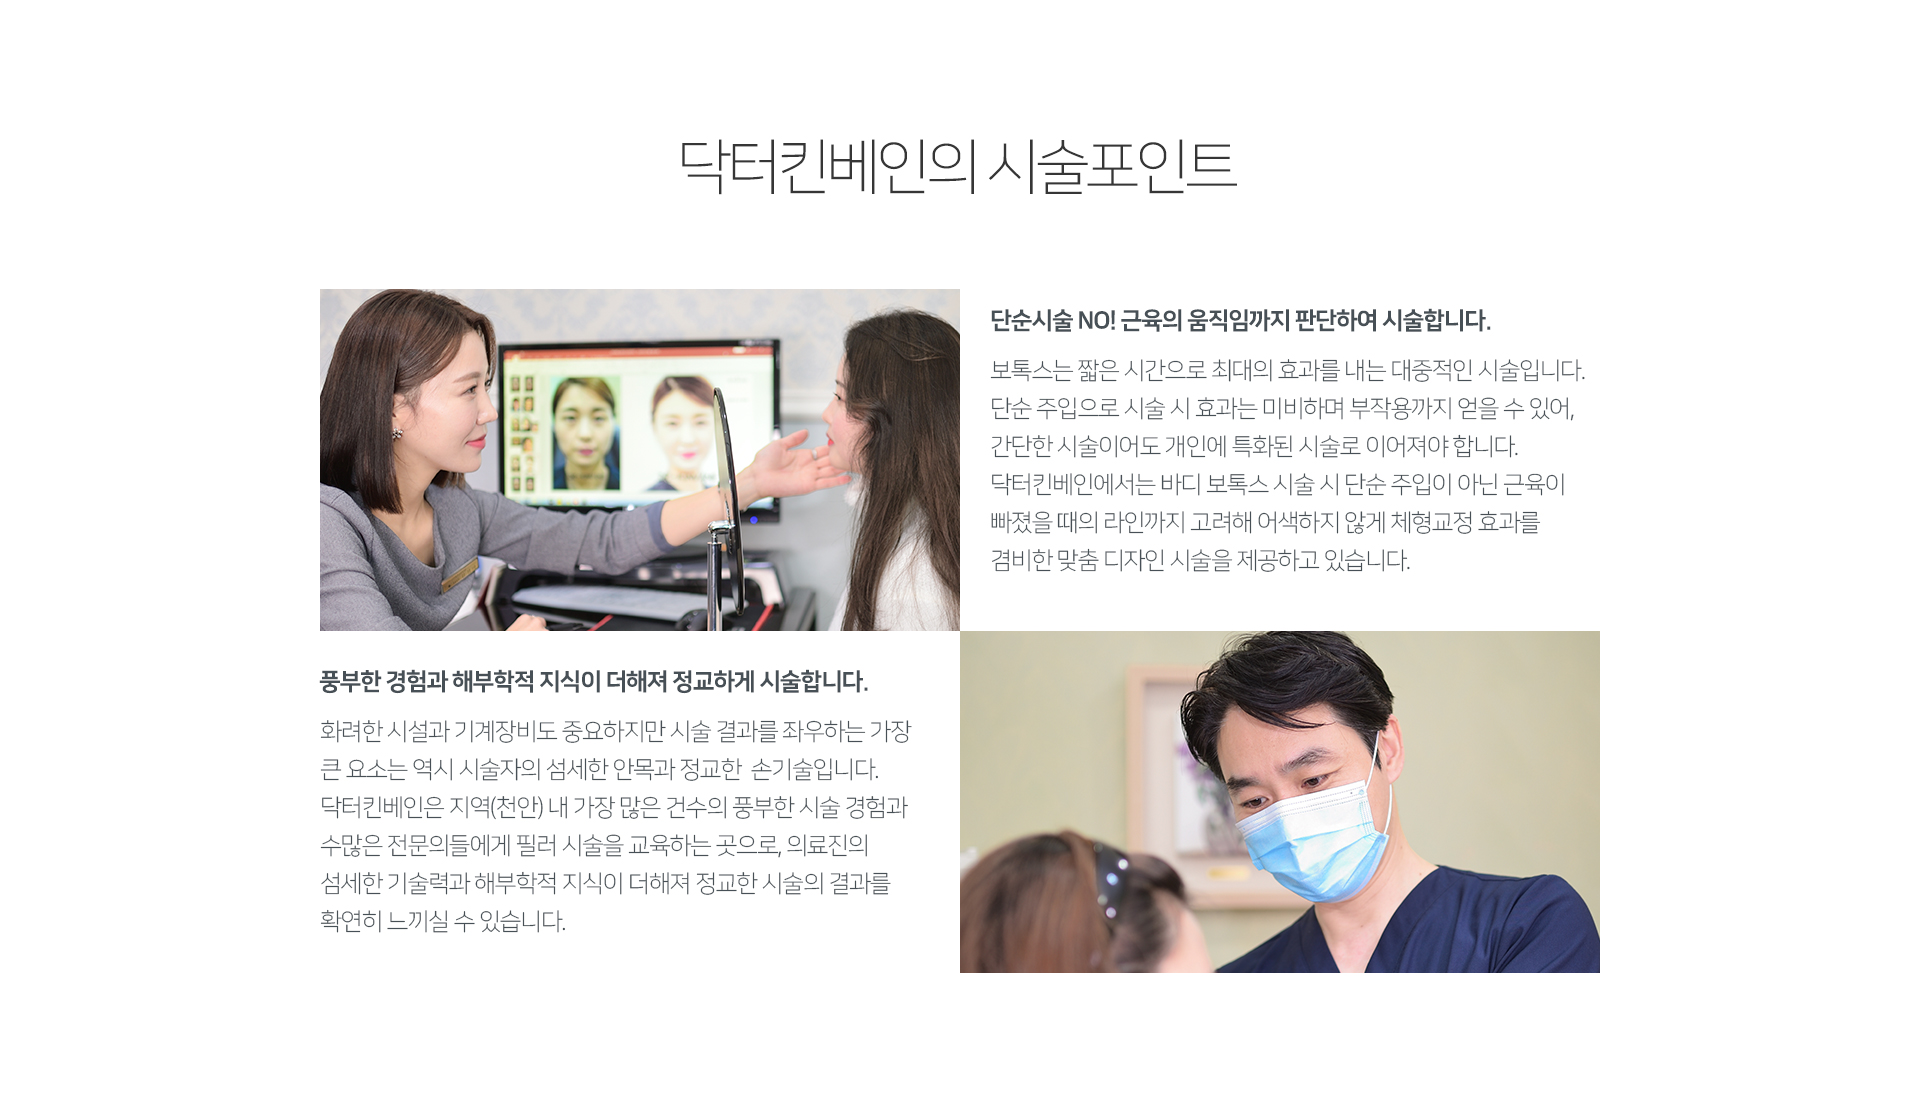 닥터킨베인의 시술포인트
단순시술 NO! 근육의 움직임까지 판단하여 시술합니다.
보톡스는 짧은 시간으로 최대의 효과를 내는 대중적인 시술입니다.
단순 주입으로 시술 시 효과는 미비하며 부작용까지 얻을 수 있어,
간단한 시술이어도 개인에 특화된 시술로 이어져야 합니다.
닥터킨베인에서는 바디 보톡스 시술 시 단순 주입이 아닌 근육이
빠졌을 때의 라인까지 고려해 어색하지 않게 체형교정 효과를
겸비한 맞춤 디자인 시술을 제공하고 있습니다.
풍부한 경험과 해부학적 지식이 더해져 정교하게 시술합니다.
화려한 시설과 기계장비도 중요하지만 시술 결과를 좌우하는 가장
큰 요소는 역시 시술자의 섬세한 안목과 정교한 손기술입니다.
닥터킨베인은 지역(천안) 내 가장 많은 건수의 풍부한 시술 경험과
수많은 전문의들에게 필러 시술을 교육하는 곳으로, 의료진의
섬세한 기술력과 해부학적 지식이 더해져 정교한 시술의 결과를
확연히 느끼실 수 있습니다.